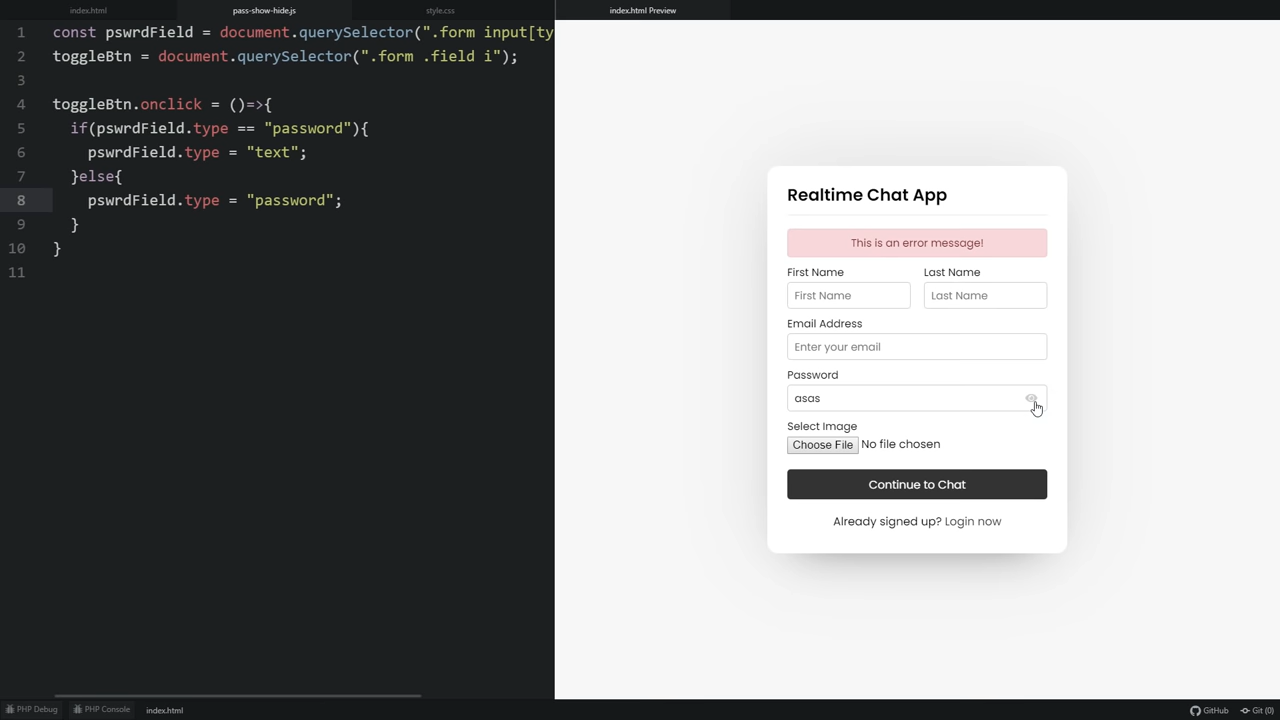 index.html
pass-show-hide.js
style.css
index.html Preview
1 const pswrdField = document.querySelector(".form input[ty
2 toggleBtn = document.querySelector(".form .field i");
3
4 toggleBtn.onclick = ()=>{
5 if(pswrdField.type == "password"){
6 pswrdField.type = "text";
7 }else{
8 pswrdField.type = "password";
9 }
10 }
11
Realtime Chat App
This is an error message!
First Name Last Name
First Name Last Name
Email Address
Enter your email
Password
asas
Select Image
Choose File No file chosen
Continue to Chat
Already signed up? Login now
PHP Debug PHP Console index.html GitHub Git (0)